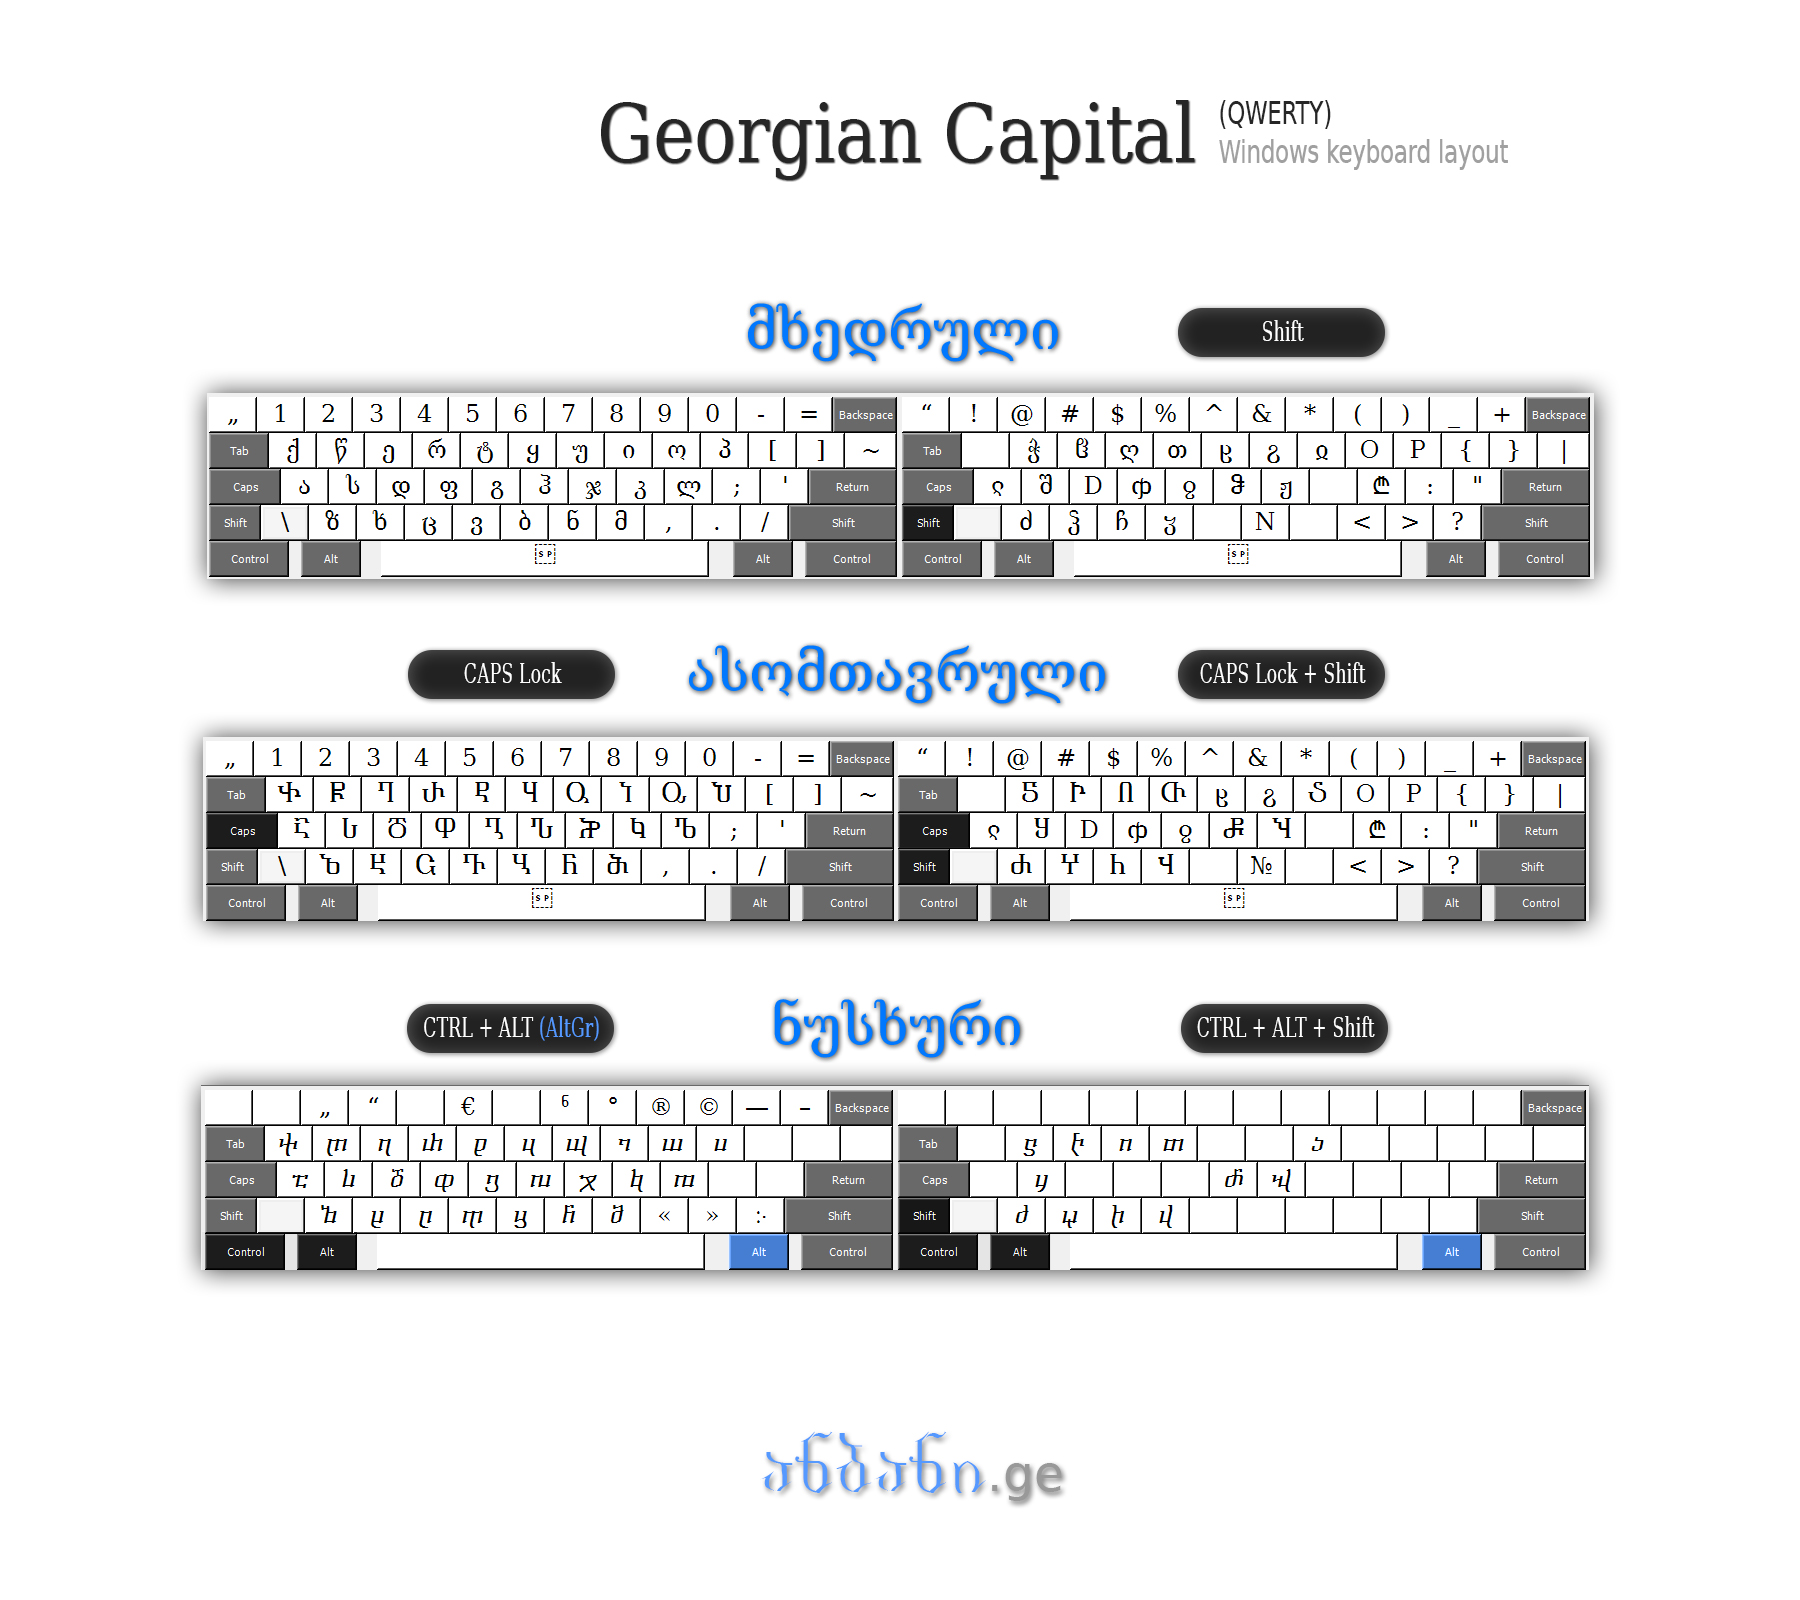 Georgian Capital (QWERTY)
Windows keyboard layout
მხედრული Shift
„ 1 2 3 4 5 6 7 8 9 0 - = Backspace “ ! @ # $ % ^ & * ( ) _ + Backspace
Tab ქ წ ე რ ტ ყ უ ი ო პ [ ] ~ Tab ჭ ჱ ღ თ ჸ ჹ ჲ O P { } |
Caps ა ს დ ფ გ ჰ ჯ კ ლ ; ' Return Caps ჺ შ D ჶ ჷ ჵ ჟ ₾ : " Return
Shift \ ზ ხ ც ვ ბ ნ მ , . / Shift Shift ძ ჴ ჩ ჳ N < > ? Shift
Control Alt SP Alt Control Control Alt SP Alt Control
CAPS Lock ასომთავრული CAPS Lock + Shift
„ 1 2 3 4 5 6 7 8 9 0 - = Backspace “ ! @ # $ % ^ & * ( ) _ + Backspace
Tab Ⴕ Ⴜ Ⴄ Ⴐ Ⴒ Ⴗ Ⴓ Ⴈ Ⴍ Ⴎ [ ] ~ Tab Ⴝ Ⴡ Ⴖ Ⴇ ჸ ჹ Ⴢ O P { } |
Caps Ⴀ Ⴑ Ⴃ Ⴔ Ⴂ Ⴠ Ⴟ Ⴉ Ⴊ ; ' Return Caps ჺ Ⴘ D ჶ ჷ Ⴥ Ⴏ ₾ : " Return
Shift \ Ⴆ Ⴞ Ⴚ Ⴅ Ⴁ Ⴌ Ⴋ , . / Shift Shift Ⴛ Ⴤ Ⴙ Ⴣ № < > ? Shift
Control Alt SP Alt Control Control Alt SP Alt Control
CTRL + ALT (AltGr) ნუსხური CTRL + ALT + Shift
„ “ € ჼ ° ® © — – Backspace Backspace
Tab ⴕ ⴜ ⴄ ⴐ ⴒ ⴗ ⴓ ⴈ ⴍ ⴎ Tab ⴝ ⴡ ⴖ ⴇ ⴢ
Caps ⴀ ⴑ ⴃ ⴔ ⴂ ⴠ ⴟ ⴉ ⴊ Return Caps ⴘ ⴥ ⴏ Return
Shift ⴆ ⴞ ⴚ ⴅ ⴁ ⴌ ⴋ « » ჻ Shift Shift ⴛ ⴤ ⴙ ⴣ Shift
Control Alt Alt Control Control Alt Alt Control
ანბანი.ge